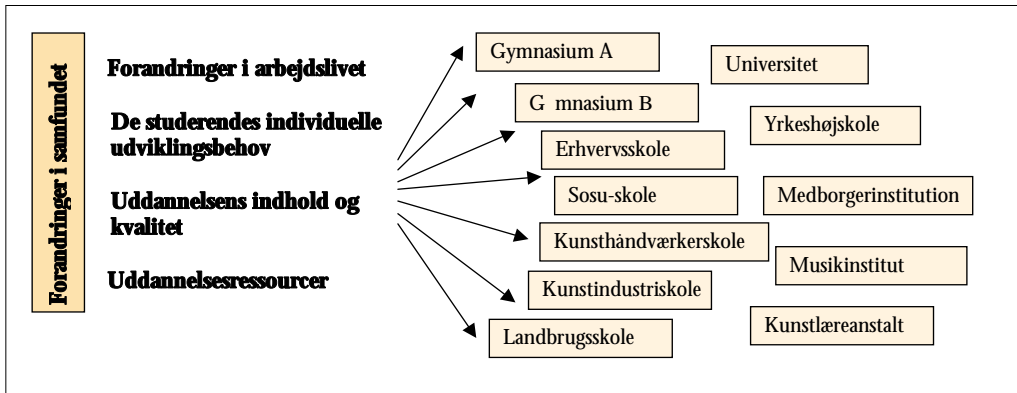 Forandringer i samfundet
Forandringer i arbejdslivet
De studerendes individuelle
udviklingsbehov
Uddannelsens indhold og
kvalitet
Uddannelsesressourcer
Gymnasium A
G mnasium B
Erhvervsskole
Sosu-skole
Kunsthåndværkerskole
Kunstindustriskole
Landbrugsskole
Universitet
Yrkeshøjskole
Medborgerinstitution
Musikinstitut
Kunstlæreanstalt